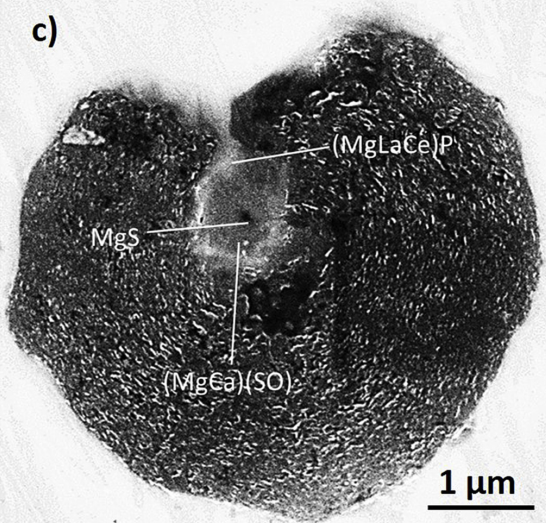 c)
(MgLaCe)P
MgS
(MgCa)(SO)
1 μm